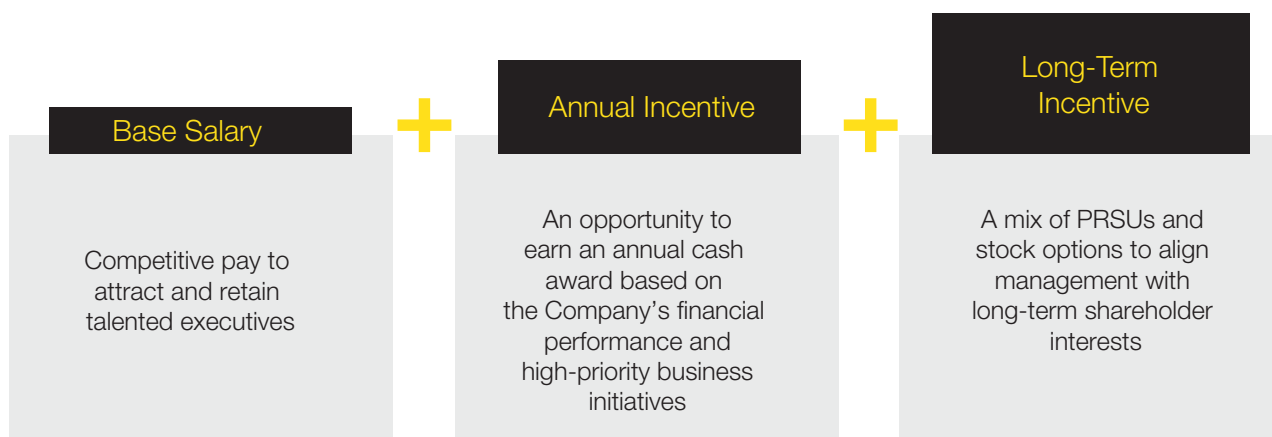 Base Salary
Competitive pay to
attract and retain
talented executives
+
Annual Incentive
An opportunity to
earn an annual cash
award based on
the Company’s financial
performance and
high-priority business
initiatives
+
Long-Term
Incentive
A mix of PRSUs and
stock options to align
management with
long-term shareholder
interests